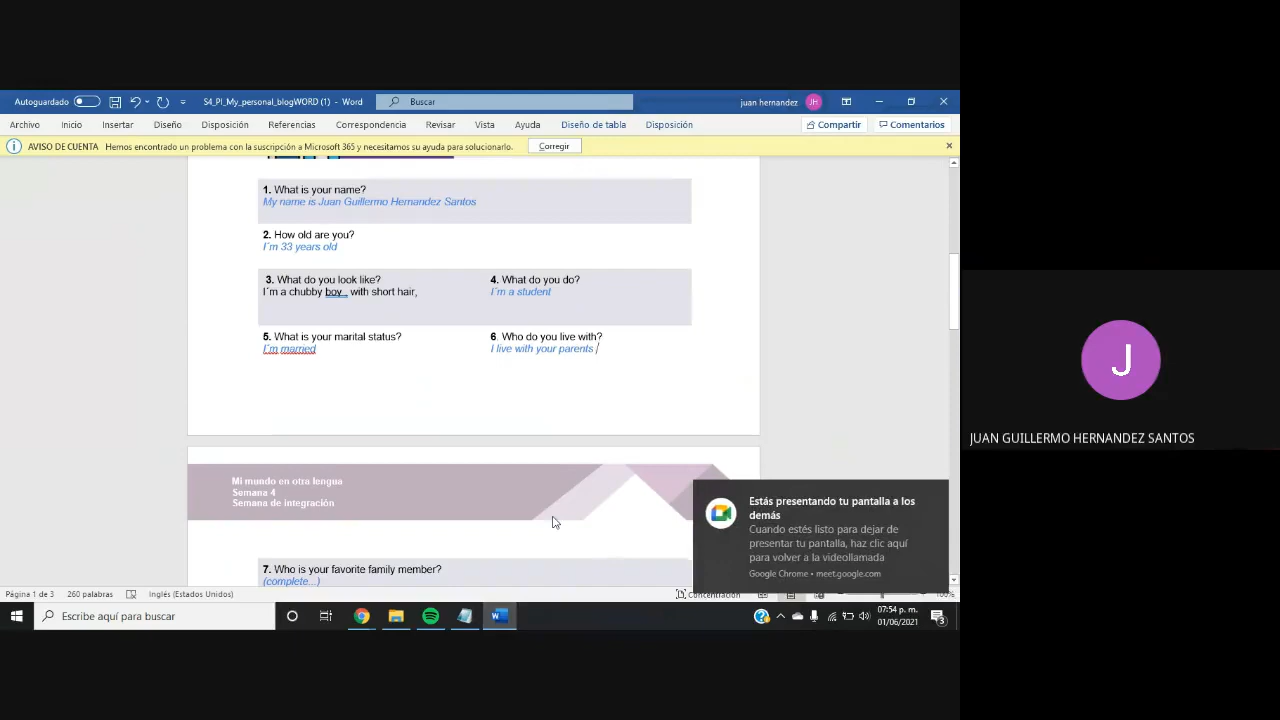 Autoguardado
S4_PI_My_personal_blogWORD (1) - Word
Buscar
juan hernandez
JH
Archivo Inicio Insertar Diseño Disposición Referencias Correspondencia Revisar Vista Ayuda Diseño de tabla Disposición
Compartir
Comentarios
AVISO DE CUENTA Hemos encontrado un problema con la suscripción a Microsoft 365 y necesitamos su ayuda para solucionarlo.
Corregir
1. What is your name?
My name is Juan Guillermo Hernandez Santos
2. How old are you?
I´m 33 years old
3. What do you look like?
I´m a chubby boy with short hair,
4. What do you do?
I´m a student
5. What is your marital status?
I´m married
6. Who do you live with?
I live with your parents
Mi mundo en otra lengua
Semana 4
Semana de integración
7. Who is your favorite family member?
(complete...)
Estás presentando tu pantalla a los
demás
Cuando estés listo para dejar de
presentar tu pantalla, haz clic aquí
para volver a la videollamada
Google Chrome • meet.google.com
Página 1 de 3 260 palabras Inglés (Estados Unidos)
Concentración
100%
Escribe aquí para buscar
07:54 p. m.
01/06/2021
3
J
JUAN GUILLERMO HERNANDEZ SANTOS